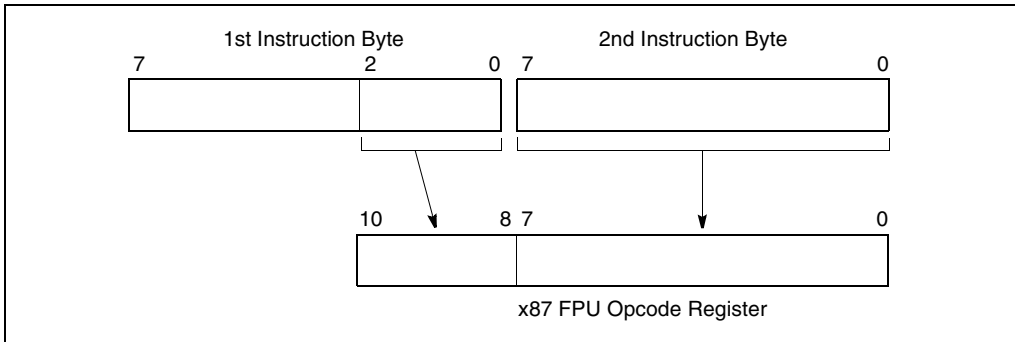 1st Instruction Byte 2nd Instruction Byte
7 2 0 7 0
10 8 7 0
x87 FPU Opcode Register